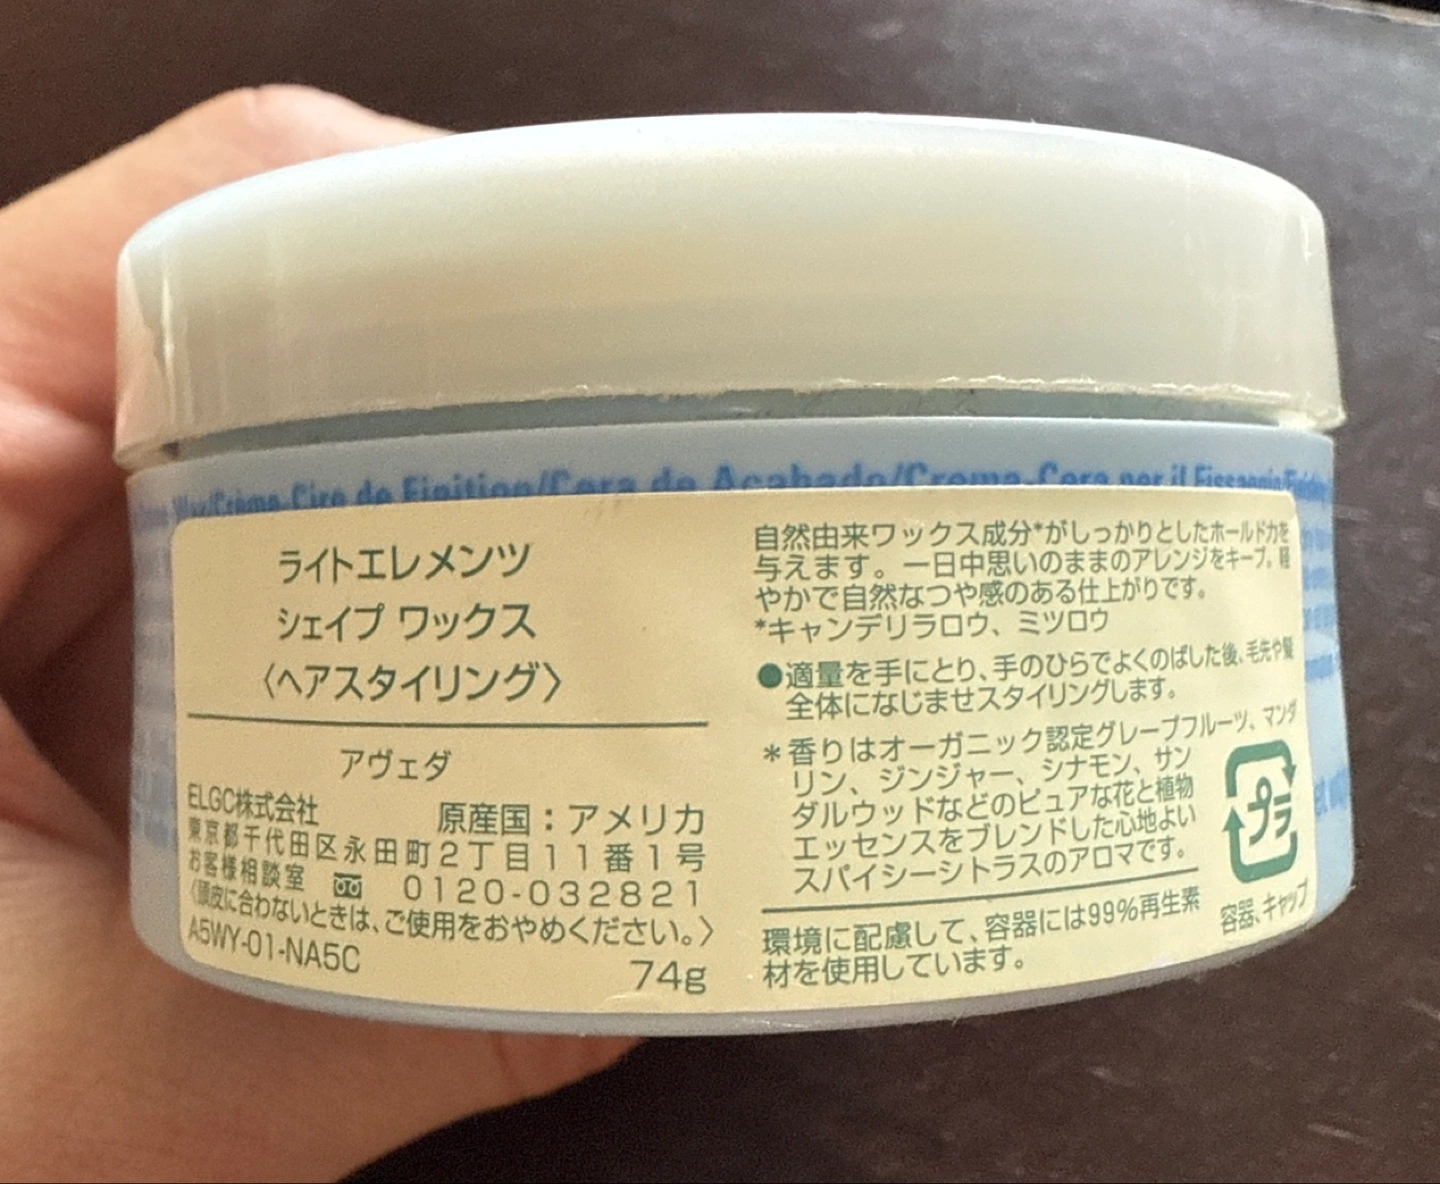 Wax/Crème-Cire de Finition/Cera de Acabado/Crema-Cera per il Fissaggio/
ライトエレメンツ
シェイプ ワックス
〈ヘアスタイリング〉
アヴェダ
ELGC株式会社
原産国：アメリカ
東京都千代田区永田町2丁目11番1号
お客様相談室 0120-032821
〈頭皮に合わないときは、ご使用をおやめください。〉
A5WY-01-NA5C
74g
自然由来ワックス成分*がしっかりとしたホールド力を
与えます。一日中思いのままのアレンジをキープ。軽
やかで自然なつや感のある仕上がりです。
*キャンデリラロウ、ミツロウ
●適量を手にとり、手のひらでよくのばした後、毛先や髪
全体になじませスタイリングします。
*香りはオーガニック認定グレープフルーツ、マンダ
リン、ジンジャー、シナモン、サン
ダルウッドなどのピュアな花と植物
エッセンスをブレンドした心地よい
スパイシーシトラスのアロマです。
プラ
容器、キャップ
環境に配慮して、容器には99%再生素
材を使用しています。